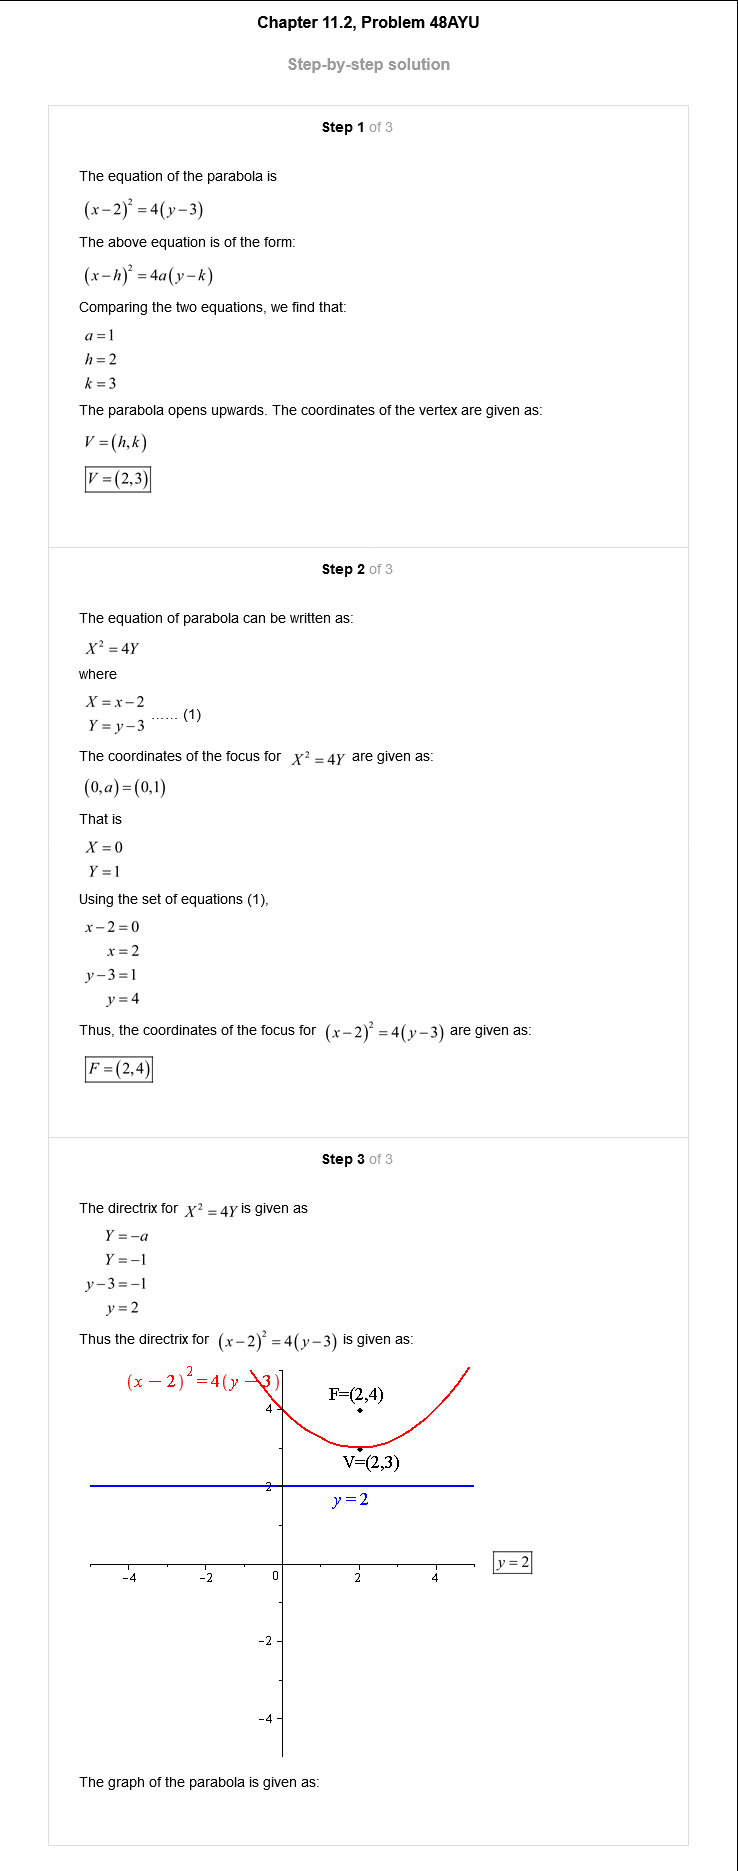 Chapter 11.2, Problem 48AYU
Step-by-step solution
Step 1 of 3
The equation of the parabola is
(x−2)² = 4(y−3)
The above equation is of the form:
(x−h)² = 4a(y−k)
Comparing the two equations, we find that:
a = 1
h = 2
k = 3
The parabola opens upwards. The coordinates of the vertex are given as:
V = (h,k)
V = (2,3)
Step 2 of 3
The equation of parabola can be written as:
X² = 4Y
where
X = x−2
Y = y−3 ...... (1)
The coordinates of the focus for X² = 4Y are given as:
(0,a) = (0,1)
That is
X = 0
Y = 1
Using the set of equations (1),
x−2 = 0
x = 2
y−3 = 1
y = 4
Thus, the coordinates of the focus for (x−2)² = 4(y−3) are given as:
F = (2,4)
Step 3 of 3
The directrix for X² = 4Y is given as
Y = −a
Y = −1
y−3 = −1
y = 2
Thus the directrix for (x−2)² = 4(y−3) is given as:
(x − 2)² = 4(y − 3)
F=(2,4)
4
V=(2,3)
2
y = 2
y = 2
−4 −2 0 2 4
−2
−4
The graph of the parabola is given as: